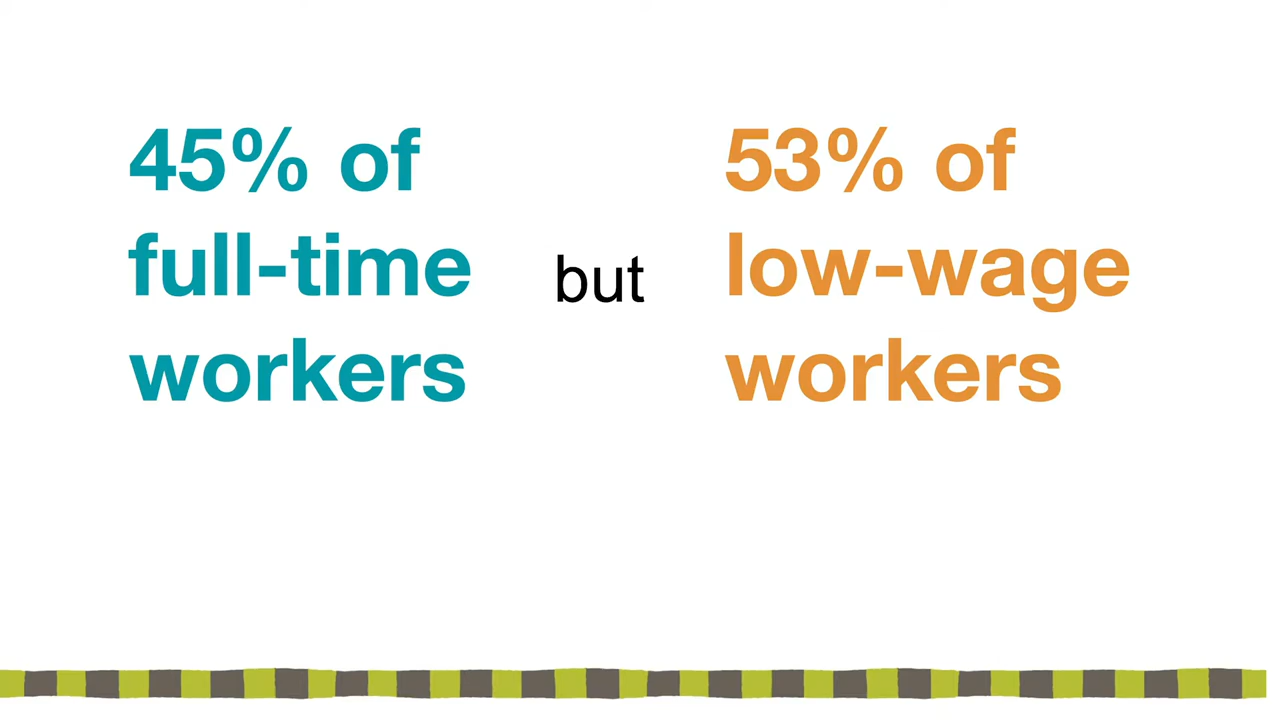 45% of
full-time
workers
but
53% of
low-wage
workers